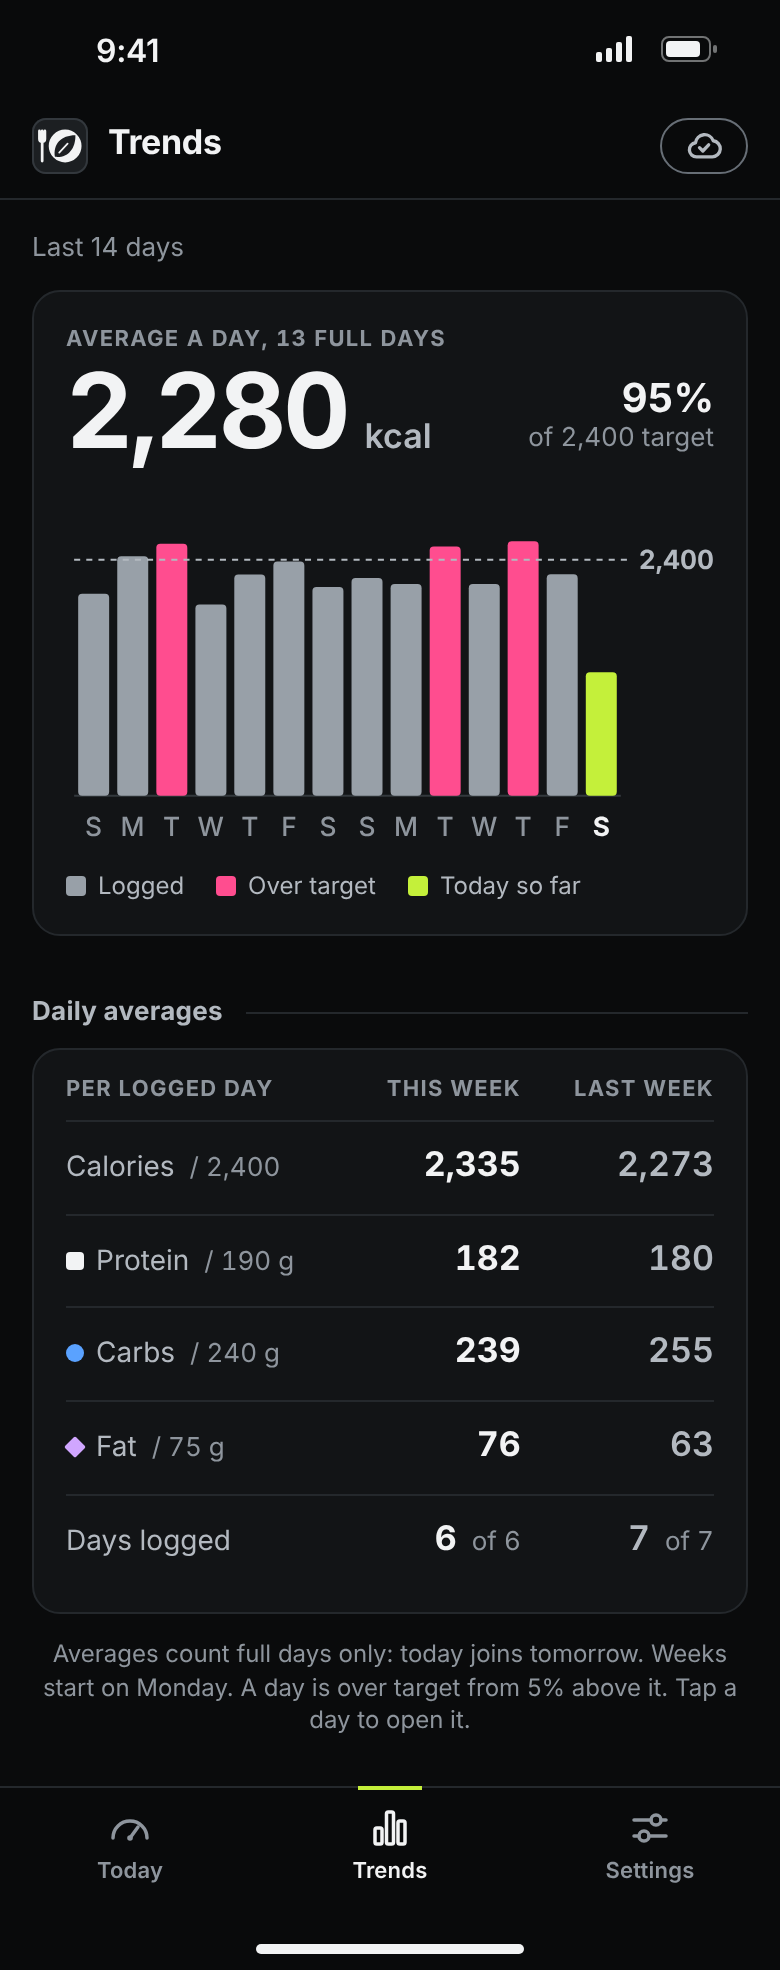 9:41
Trends
Last 14 days
AVERAGE A DAY, 13 FULL DAYS
2,280 kcal
95%
of 2,400 target
2,400
S M T W T F S S M T W T F S
Logged Over target Today so far
Daily averages
PER LOGGED DAY THIS WEEK LAST WEEK
Calories / 2,400 2,335 2,273
Protein / 190 g 182 180
Carbs / 240 g 239 255
Fat / 75 g 76 63
Days logged 6 of 6 7 of 7
Averages count full days only: today joins tomorrow. Weeks
start on Monday. A day is over target from 5% above it. Tap a
day to open it.
Today Trends Settings